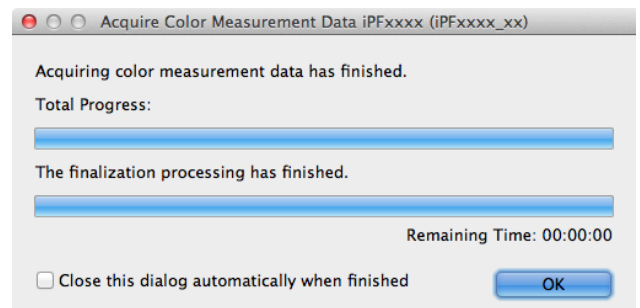 Acquire Color Measurement Data iPFxxxx (iPFxxxx_xx)
Acquiring color measurement data has finished.
Total Progress:
The finalization processing has finished.
Remaining Time: 00:00:00
Close this dialog automatically when finished
OK